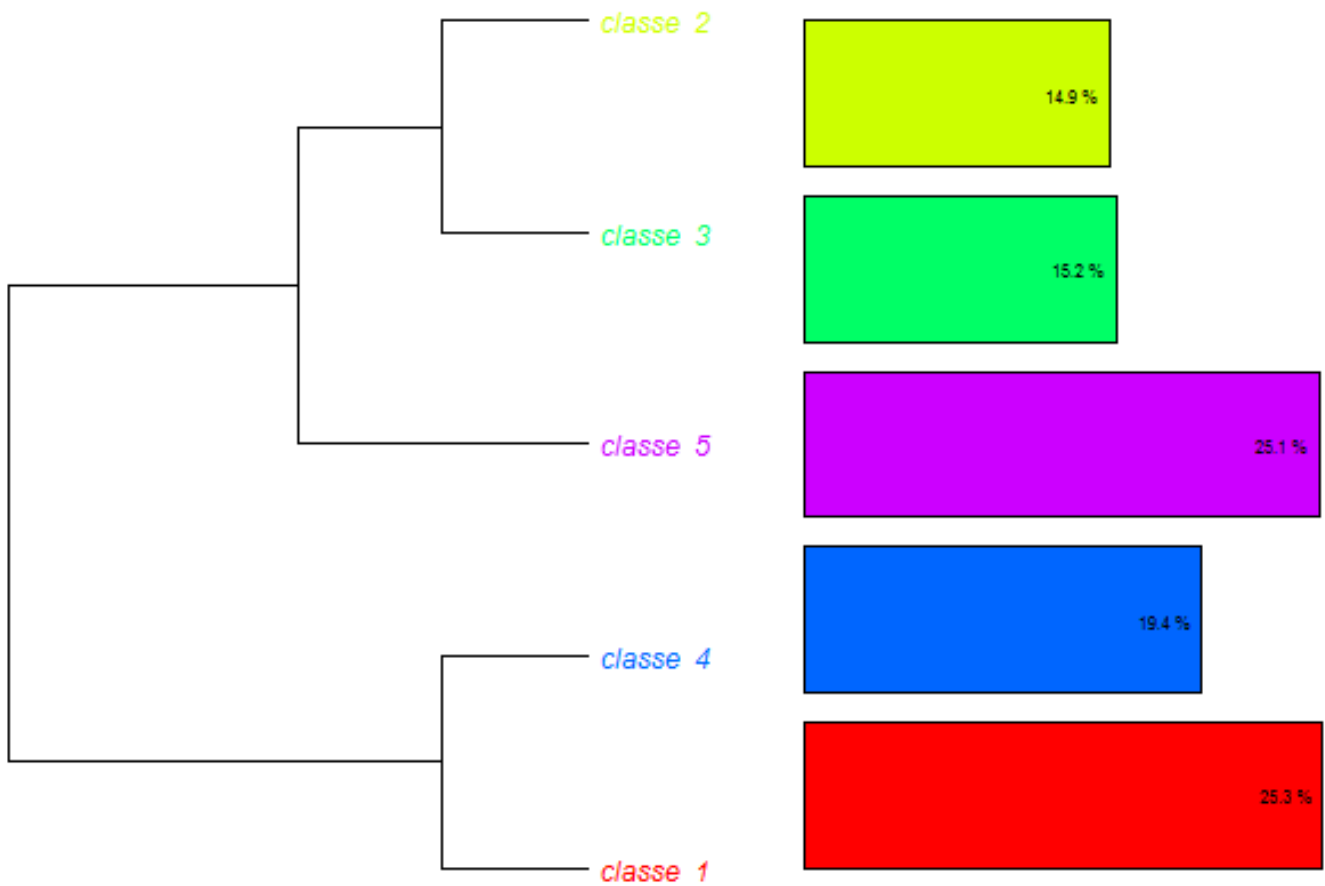 classe 2
14.9 %
classe 3
15.2 %
classe 5
25.1 %
classe 4
19.4 %
classe 1
25.3 %